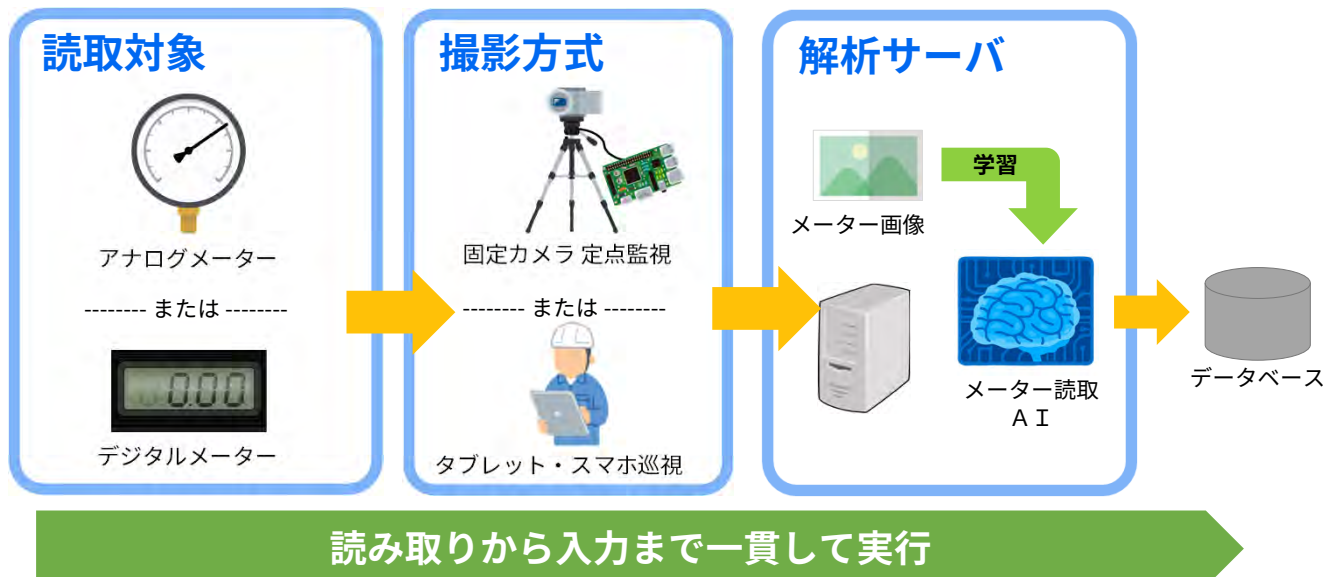 読取対象
アナログメーター
-------- または --------
0.00
デジタルメーター
撮影方式
固定カメラ 定点監視
-------- または --------
タブレット・スマホ巡視
解析サーバ
メーター画像
学習
メーター読取
ＡＩ
データベース
読み取りから入力まで一貫して実行